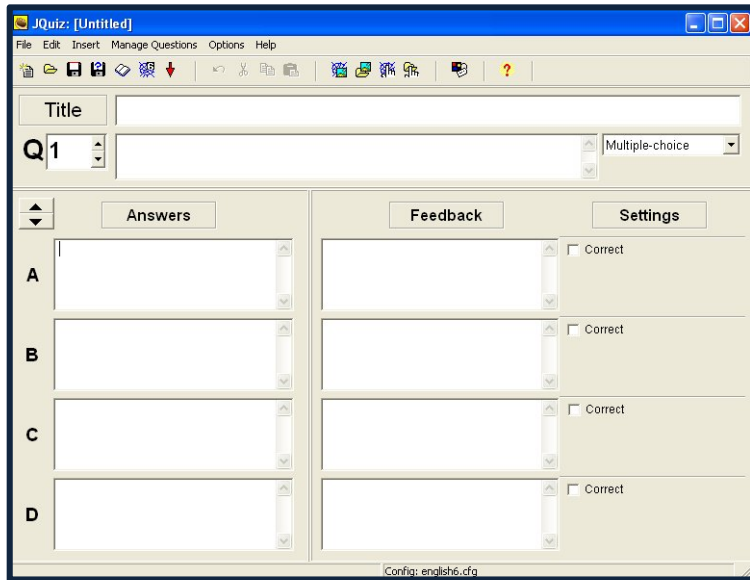 JQuiz: [Untitled]
File Edit Insert Manage Questions Options Help
?
Title
Q 1 Multiple-choice
Answers Feedback Settings
A Correct
B Correct
C Correct
D Correct
Config: english6.cfg